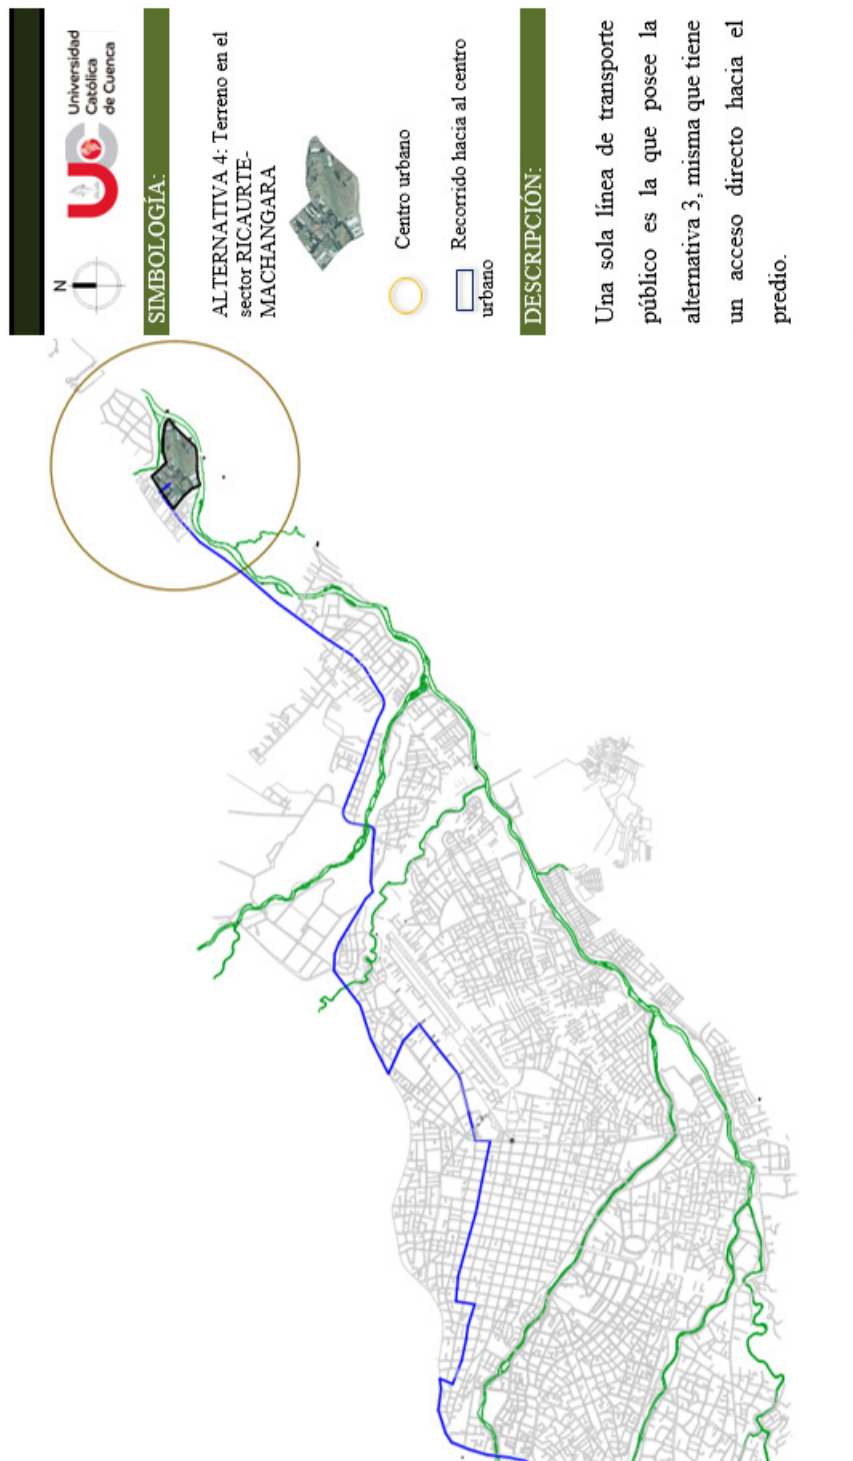 Universidad
Católica
de Cuenca
UC
N
SIMBOLOGÍA:
ALTERNATIVA 4: Terreno en el
sector RICAURTE-
MACHANGARA
Centro urbano
Recorrido hacia al centro
urbano
DESCRIPCIÓN:
Una sola línea de transporte
público es la que posee la
alternativa 3, misma que tiene
un acceso directo hacia el
predio.